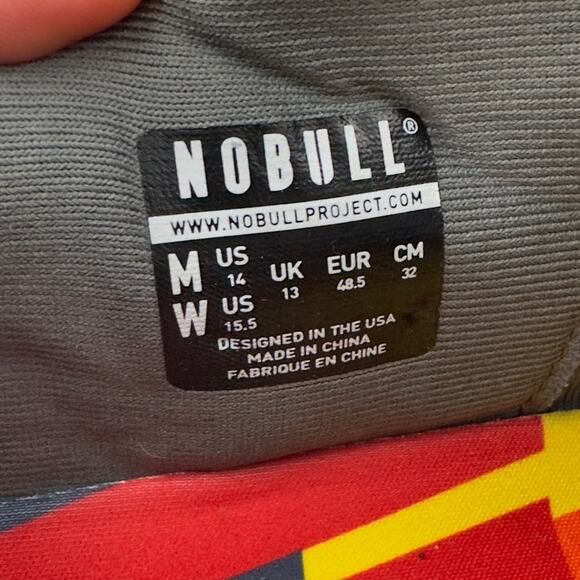 NOBULL®
WWW.NOBULLPROJECT.COM
M US 14 UK 13 EUR 48.5 CM 32
W US 15.5
DESIGNED IN THE USA
MADE IN CHINA
FABRIQUE EN CHINE